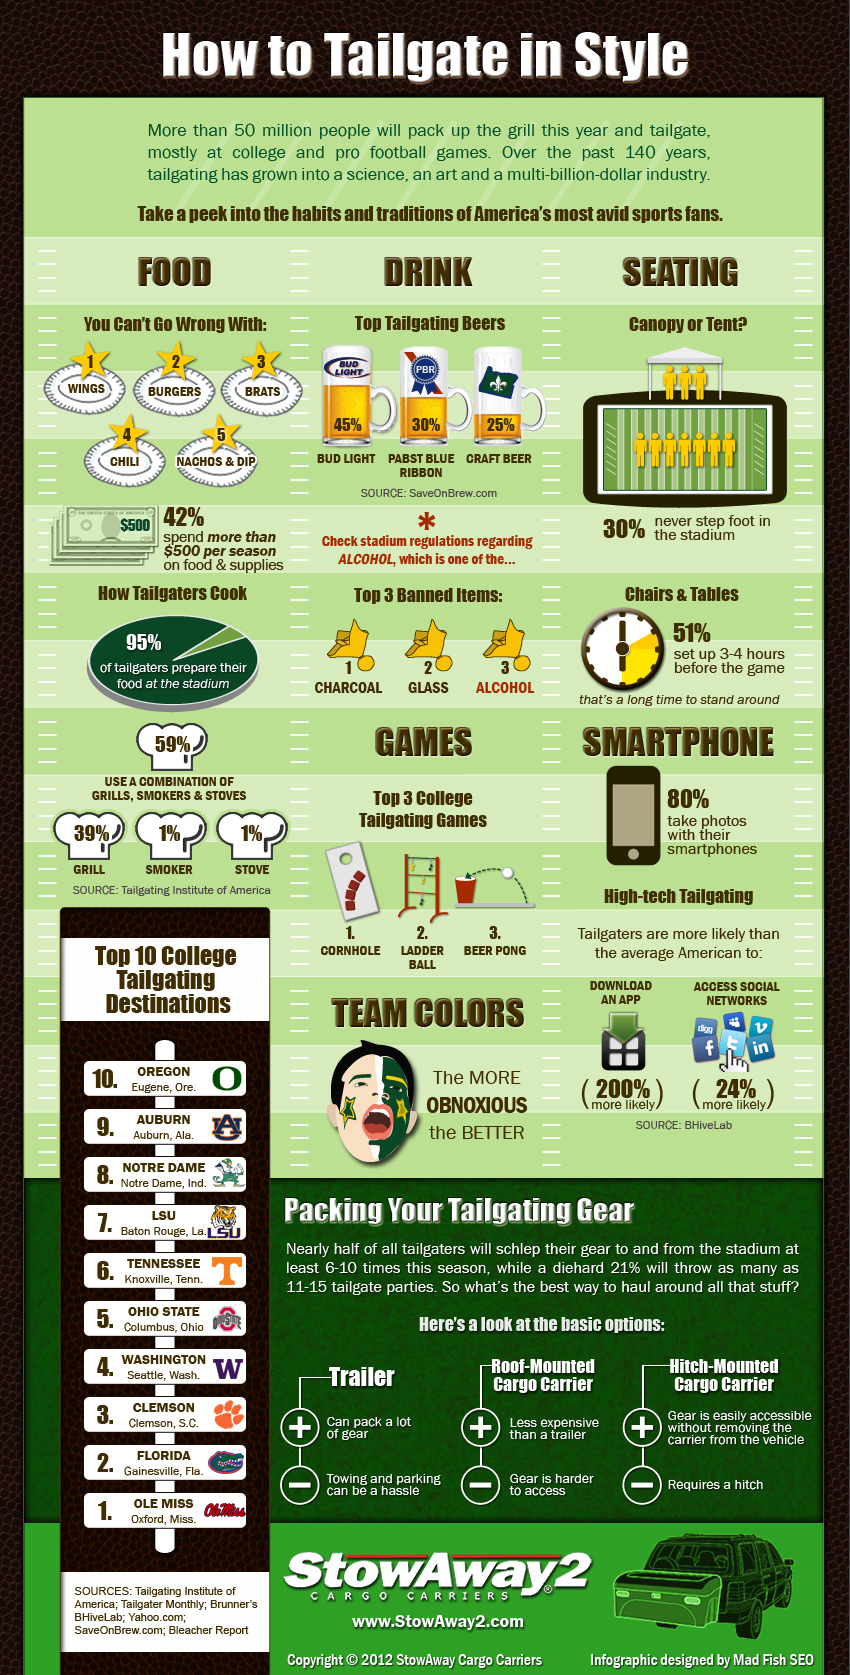 How to Tailgate in Style
More than 50 million people will pack up the grill this year and tailgate,
mostly at college and pro football games. Over the past 140 years,
tailgating has grown into a science, an art and a multi-billion-dollar industry.
Take a peek into the habits and traditions of America's most avid sports fans.
FOOD
You Can't Go Wrong With:
1
WINGS
2
BURGERS
3
BRATS
4
CHILI
5
NACHOS & DIP
$500
42%
spend more than
$500 per season
on food & supplies
How Tailgaters Cook
95%
of tailgaters prepare their
food at the stadium
59%
USE A COMBINATION OF
GRILLS, SMOKERS & STOVES
39%
GRILL
1%
SMOKER
1%
STOVE
SOURCE: Tailgating Institute of America
DRINK
Top Tailgating Beers
BUD
LIGHT
45%
BUD LIGHT
PBR
30%
PABST BLUE
RIBBON
25%
CRAFT BEER
SOURCE: SaveOnBrew.com
*
Check stadium regulations regarding
ALCOHOL, which is one of the...
Top 3 Banned Items:
1
CHARCOAL
2
GLASS
3
ALCOHOL
GAMES
Top 3 College
Tailgating Games
1.
CORNHOLE
2.
LADDER
BALL
3.
BEER PONG
TEAM COLORS
The MORE
OBNOXIOUS
the BETTER
SEATING
Canopy or Tent?
30%
never step foot in
the stadium
Chairs & Tables
51%
set up 3-4 hours
before the game
that's a long time to stand around
SMARTPHONE
80%
take photos
with their
smartphones
High-tech Tailgating
Tailgaters are more likely than
the average American to:
DOWNLOAD
AN APP
(200%
more likely)
ACCESS SOCIAL
NETWORKS
digg
f
t
v
in
(24%
more likely)
SOURCE: BHiveLab
Top 10 College
Tailgating
Destinations
10.
OREGON
Eugene, Ore.
O
9.
AUBURN
Auburn, Ala.
AU
8.
NOTRE DAME
Notre Dame, Ind.
7.
LSU
Baton Rouge, La.
LSU
6.
TENNESSEE
Knoxville, Tenn.
T
5.
OHIO STATE
Columbus, Ohio
Ohio State
4.
WASHINGTON
Seattle, Wash.
W
3.
CLEMSON
Clemson, S.C.
2.
FLORIDA
Gainesville, Fla.
1.
OLE MISS
Oxford, Miss.
Ole Miss
SOURCES: Tailgating Institute of
America; Tailgater Monthly; Brunner's
BHiveLab; Yahoo.com;
SaveOnBrew.com; Bleacher Report
Packing Your Tailgating Gear
Nearly half of all tailgaters will schlep their gear to and from the stadium at
least 6-10 times this season, while a diehard 21% will throw as many as
11-15 tailgate parties. So what's the best way to haul around all that stuff?
Here's a look at the basic options:
Trailer
+
Can pack a lot
of gear
−
Towing and parking
can be a hassle
Roof-Mounted
Cargo Carrier
+
Less expensive
than a trailer
−
Gear is harder
to access
Hitch-Mounted
Cargo Carrier
+
Gear is easily accessible
without removing the
carrier from the vehicle
−
Requires a hitch
StowAway2®
CARGO CARRIERS
www.StowAway2.com
Copyright © 2012 StowAway Cargo Carriers
Infographic designed by Mad Fish SEO